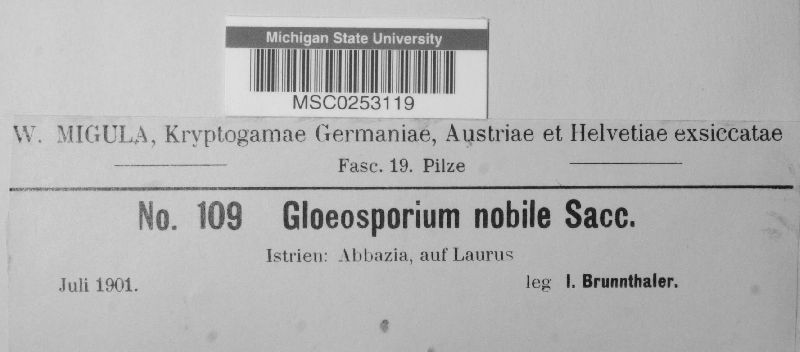 Michigan State University
MSC0253119
W. MIGULA, Kryptogamae Germaniae, Austriae et Helvetiae exsiccatae
Fasc. 19. Pilze
No. 109 Gloeosporium nobile Sacc.
Istrien: Abbazia, auf Laurus
Juli 1901. leg I. Brunnthaler.